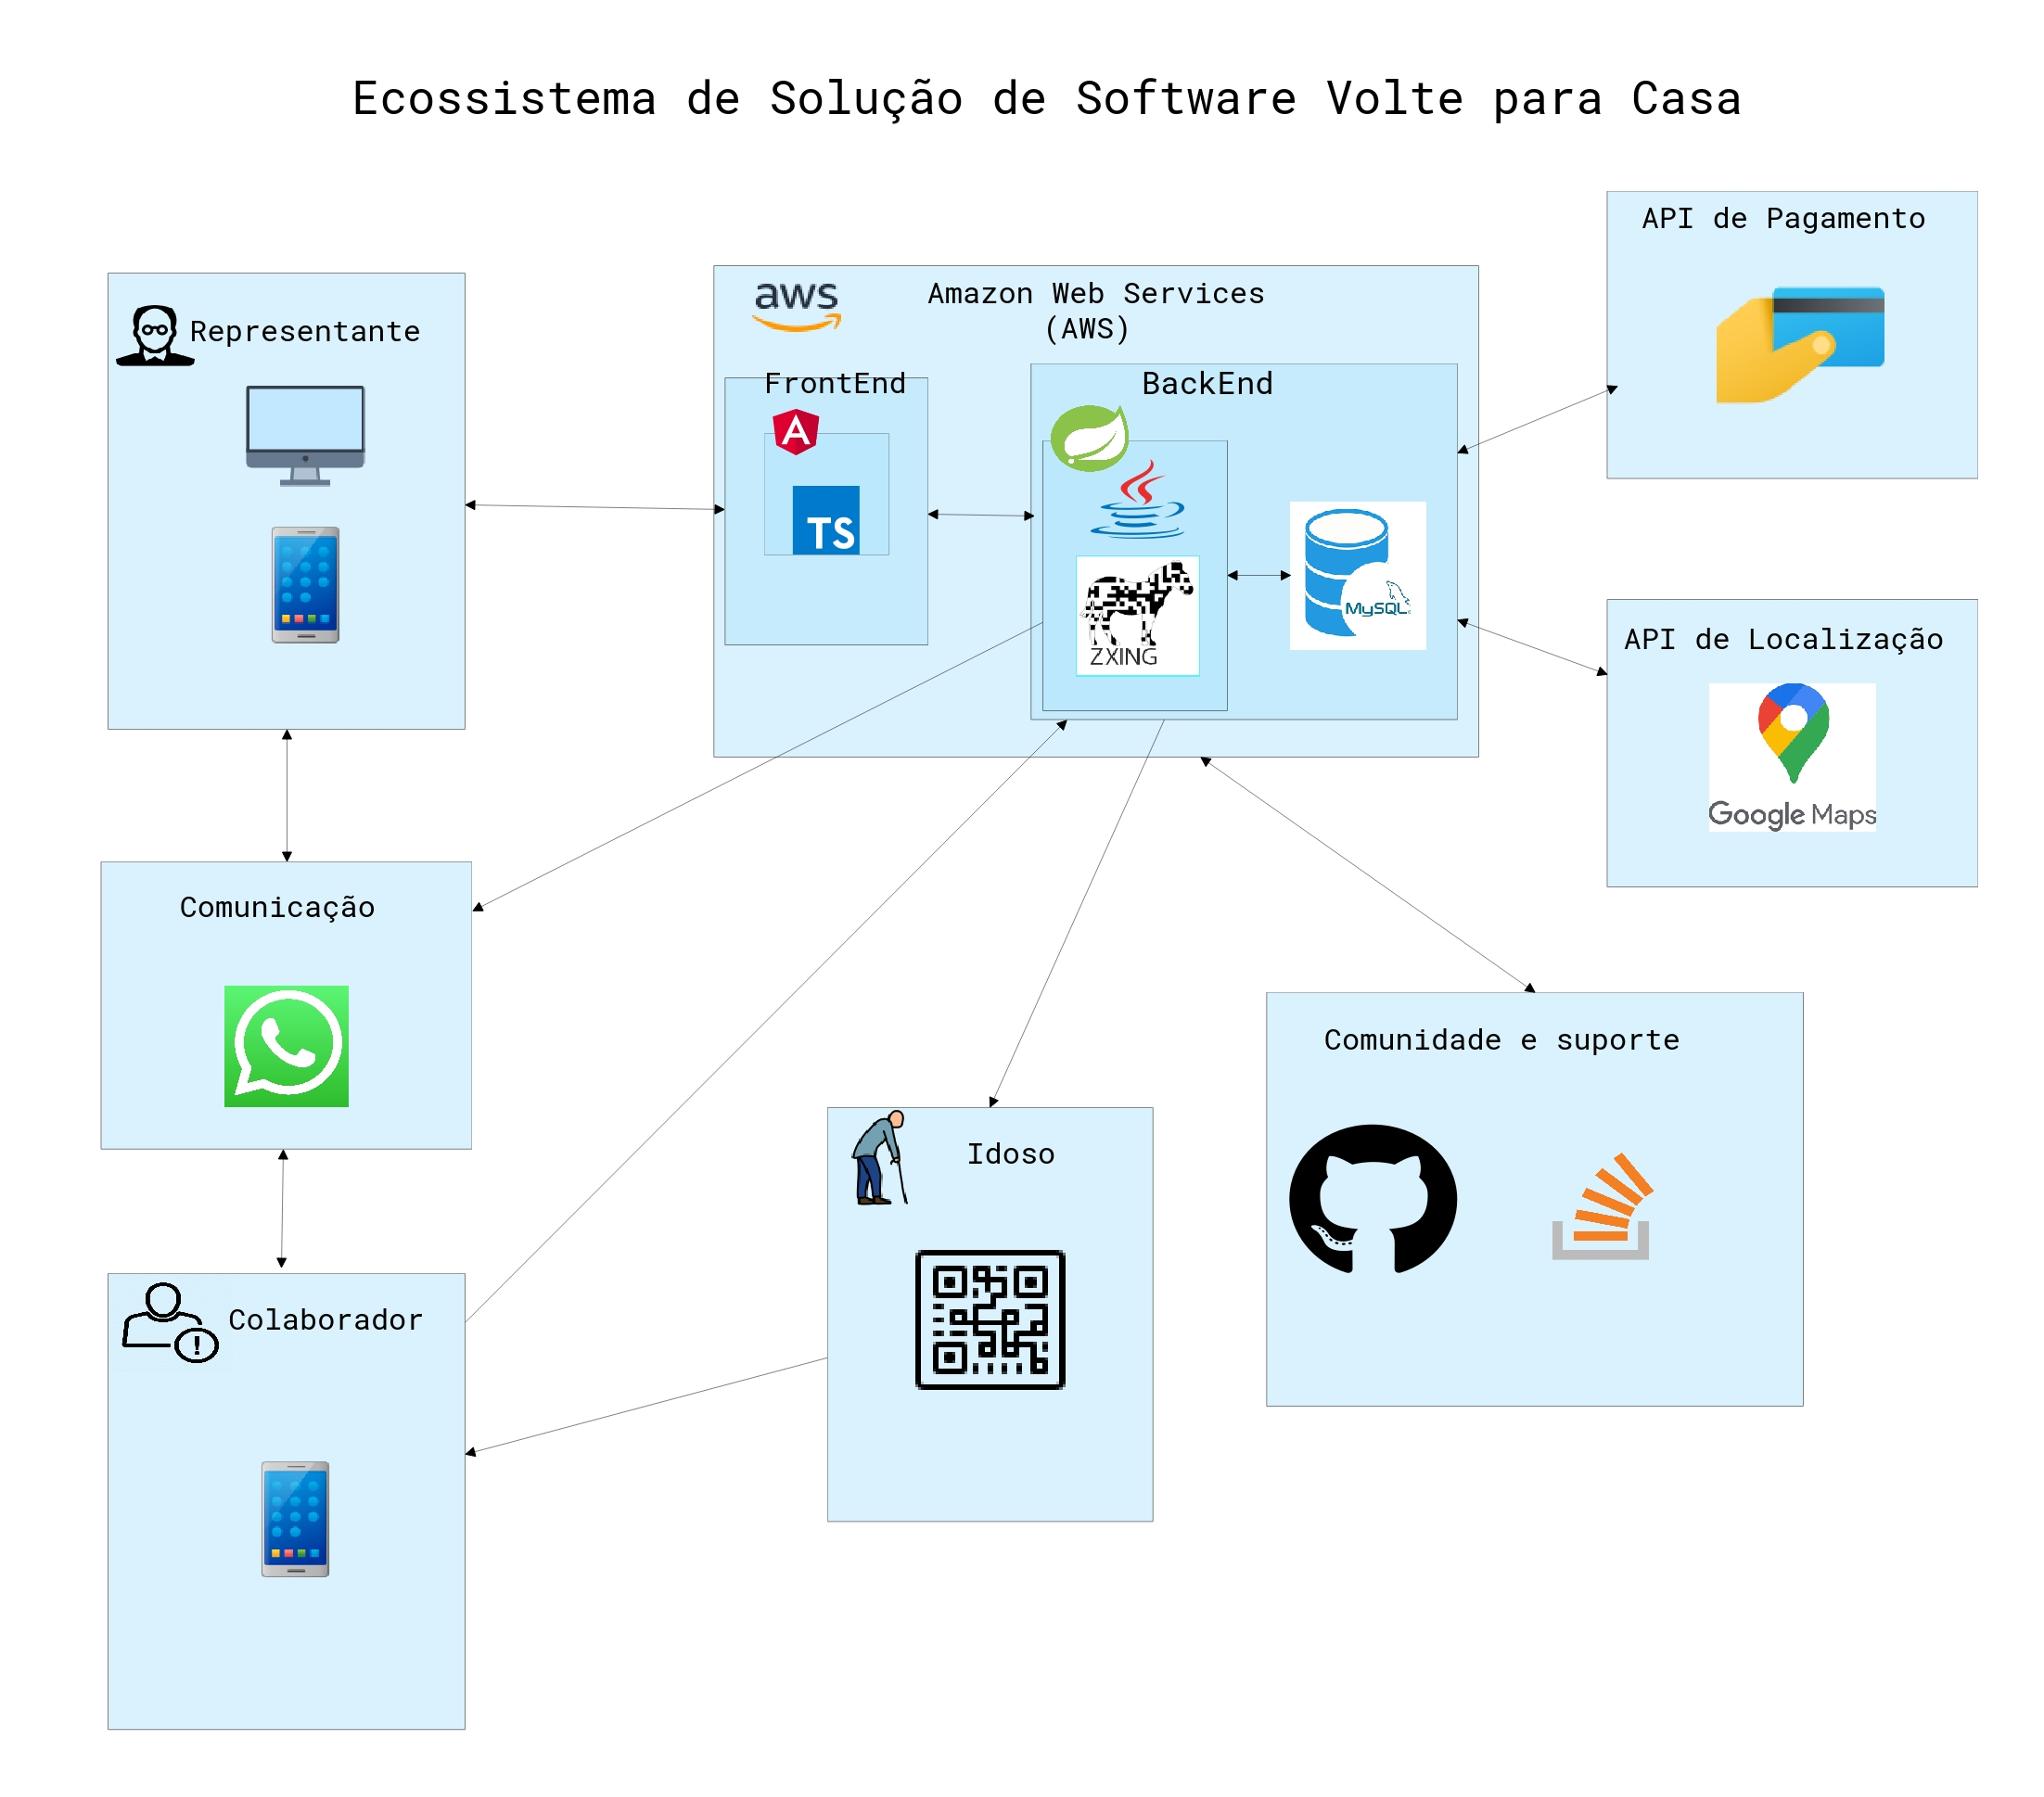 Ecossistema de Solução de Software Volte para Casa
API de Pagamento
aws
Amazon Web Services
(AWS)
Representante
FrontEnd
BackEnd
A
TS
MySQL
ZXING
API de Localização
Google Maps
Comunicação
Comunidade e suporte
Idoso
Colaborador
!